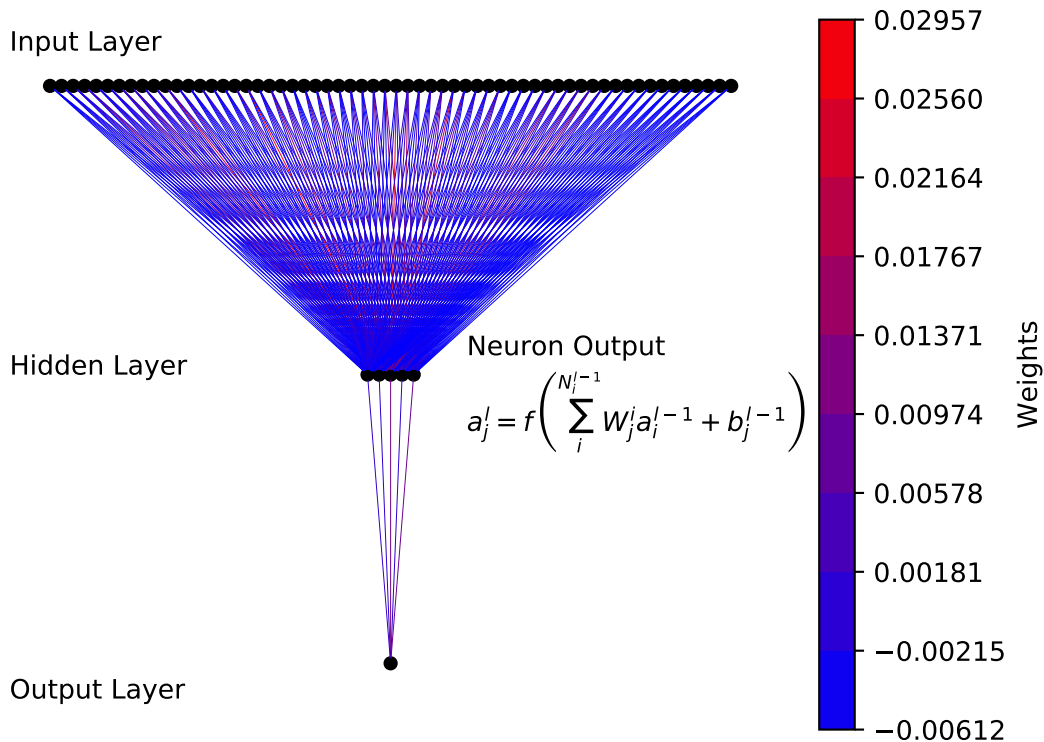 Input Layer
Hidden Layer
Neuron Output
a_j^l = f(∑_i^{N_i^{l−1}} W_j^i a_i^{l−1} + b_j^{l−1})
Output Layer
0.02957
0.02560
0.02164
0.01767
0.01371
0.00974
0.00578
0.00181
−0.00215
−0.00612
Weights